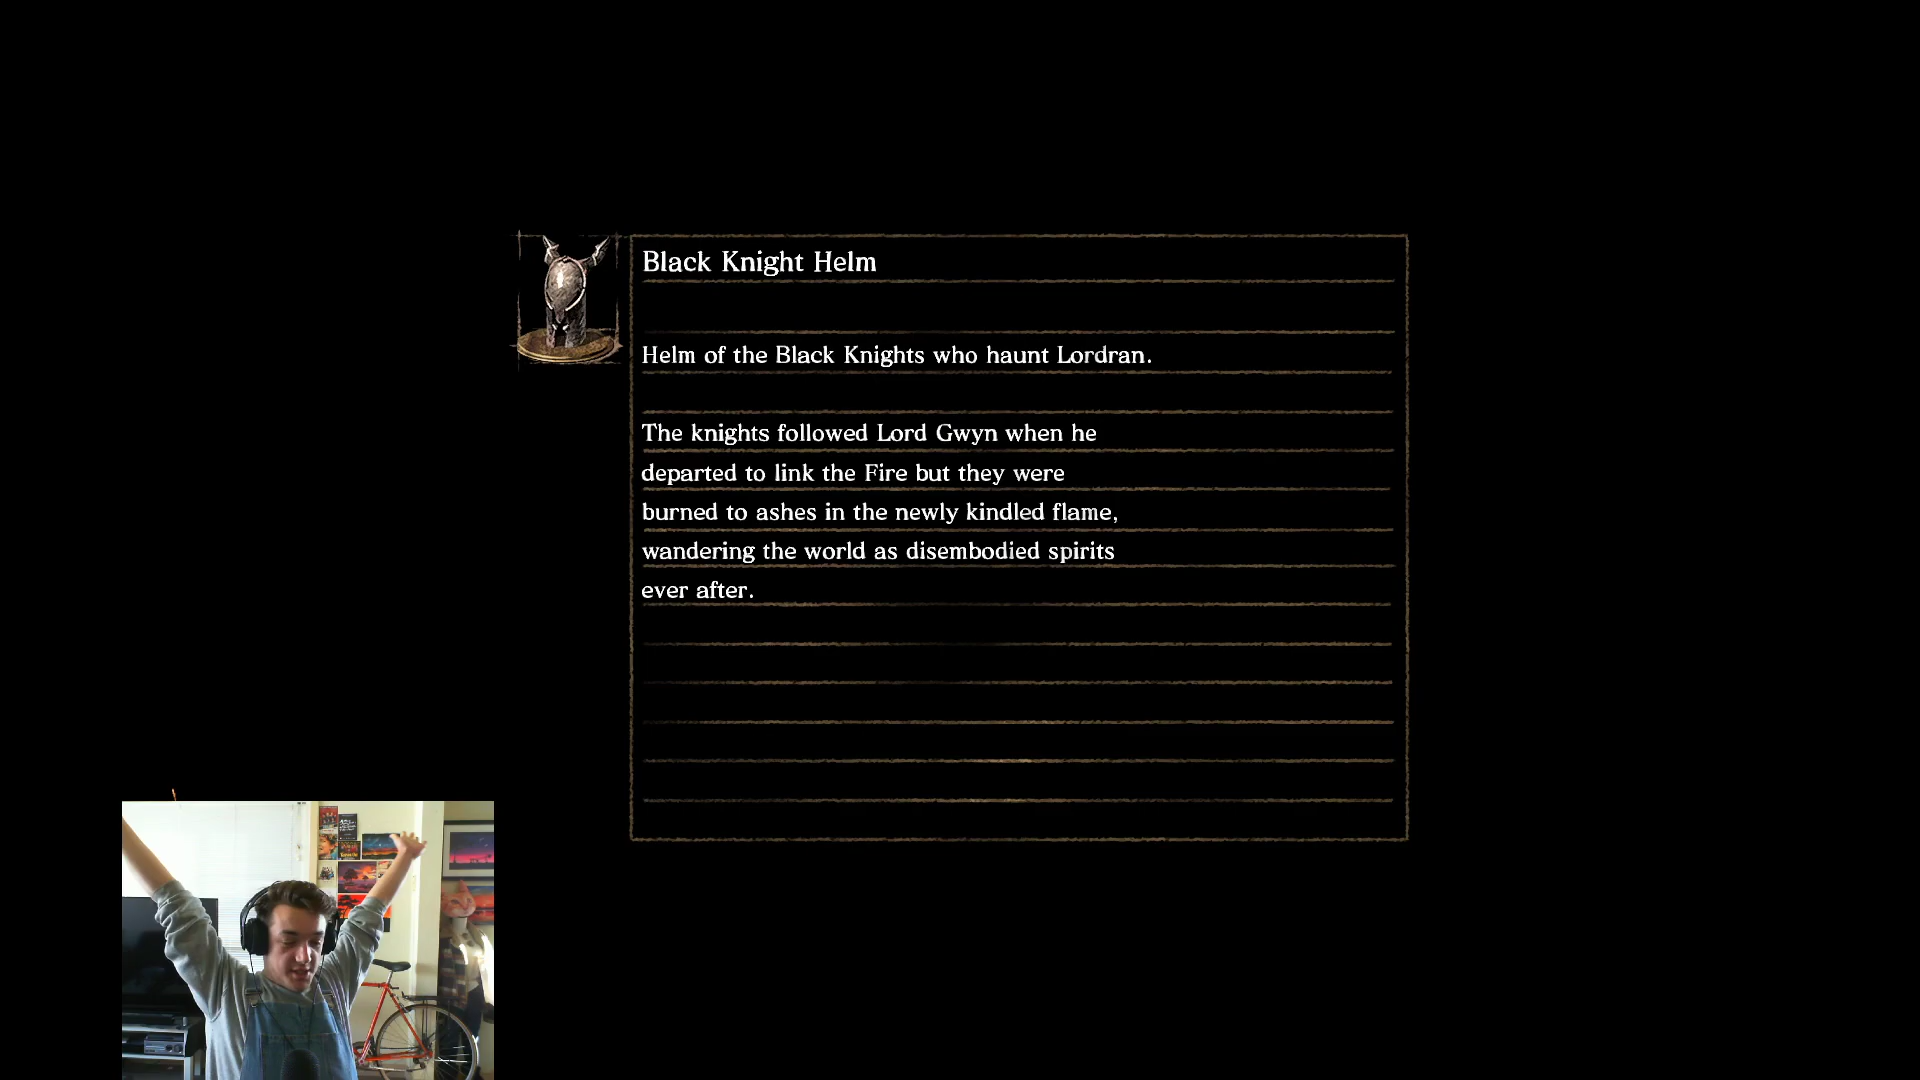 Black Knight Helm
Helm of the Black Knights who haunt Lordran.
The knights followed Lord Gwyn when he
departed to link the Fire but they were
burned to ashes in the newly kindled flame,
wandering the world as disembodied spirits
ever after.